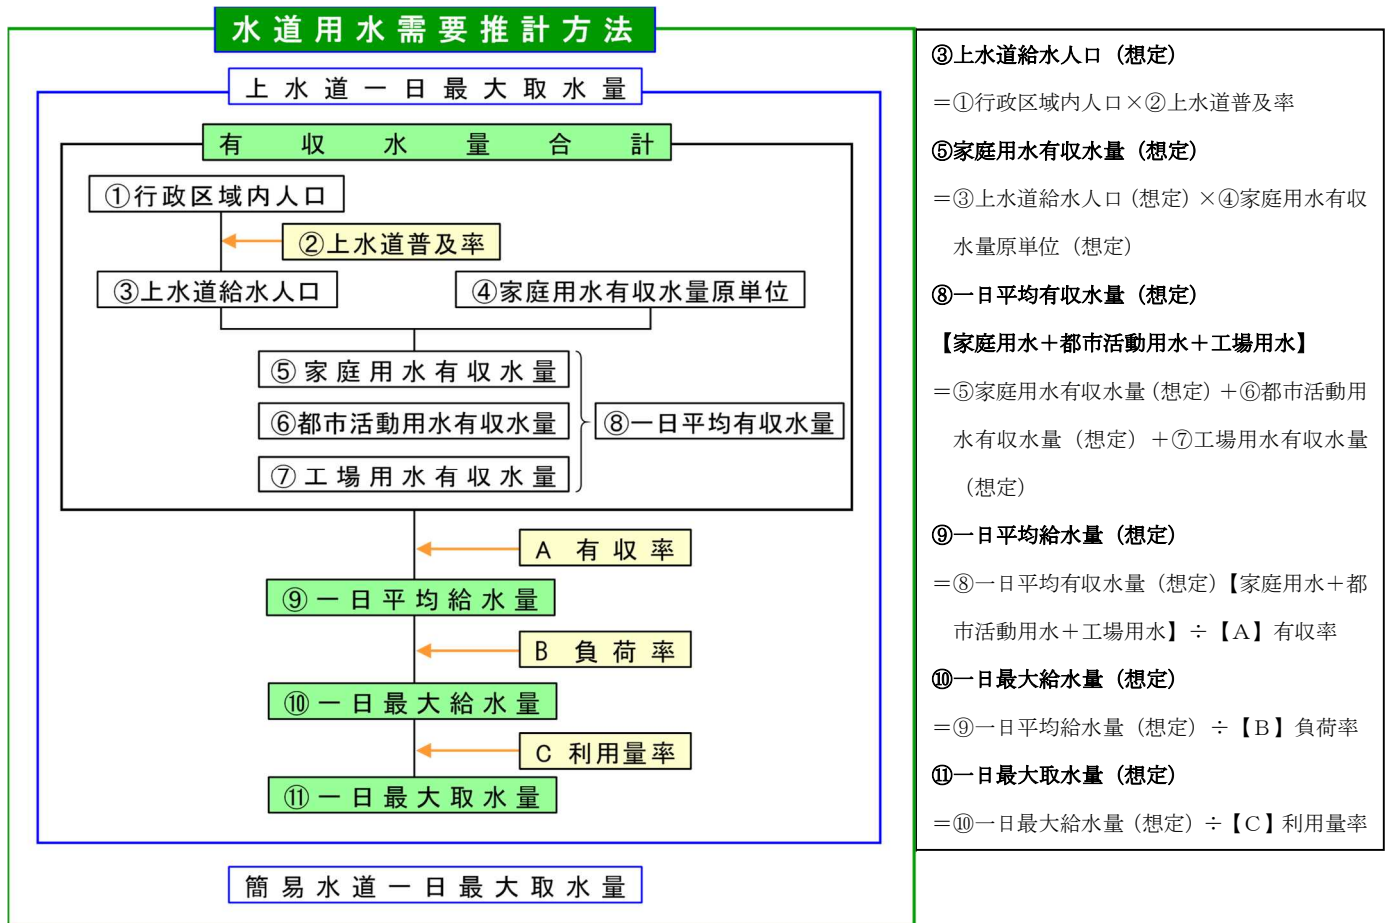 水道用水需要推計方法
上水道一日最大取水量
有収水量合計
①行政区域内人口
②上水道普及率
③上水道給水人口
④家庭用水有収水量原単位
⑤家庭用水有収水量
⑥都市活動用水有収水量
⑧一日平均有収水量
⑦工場用水有収水量
A 有収率
⑨一日平均給水量
B 負荷率
⑩一日最大給水量
C 利用量率
⑪一日最大取水量
簡易水道一日最大取水量
③上水道給水人口（想定）
＝①行政区域内人口×②上水道普及率
⑤家庭用水有収水量（想定）
＝③上水道給水人口（想定）×④家庭用水有収
水量原単位（想定）
⑧一日平均有収水量（想定）
【家庭用水＋都市活動用水＋工場用水】
＝⑤家庭用水有収水量（想定）＋⑥都市活動用
水有収水量（想定）＋⑦工場用水有収水量
（想定）
⑨一日平均給水量（想定）
＝⑧一日平均有収水量（想定）【家庭用水＋都
市活動用水＋工場用水】÷【Ａ】有収率
⑩一日最大給水量（想定）
＝⑨一日平均給水量（想定）÷【Ｂ】負荷率
⑪一日最大取水量（想定）
＝⑩一日最大給水量（想定）÷【Ｃ】利用量率